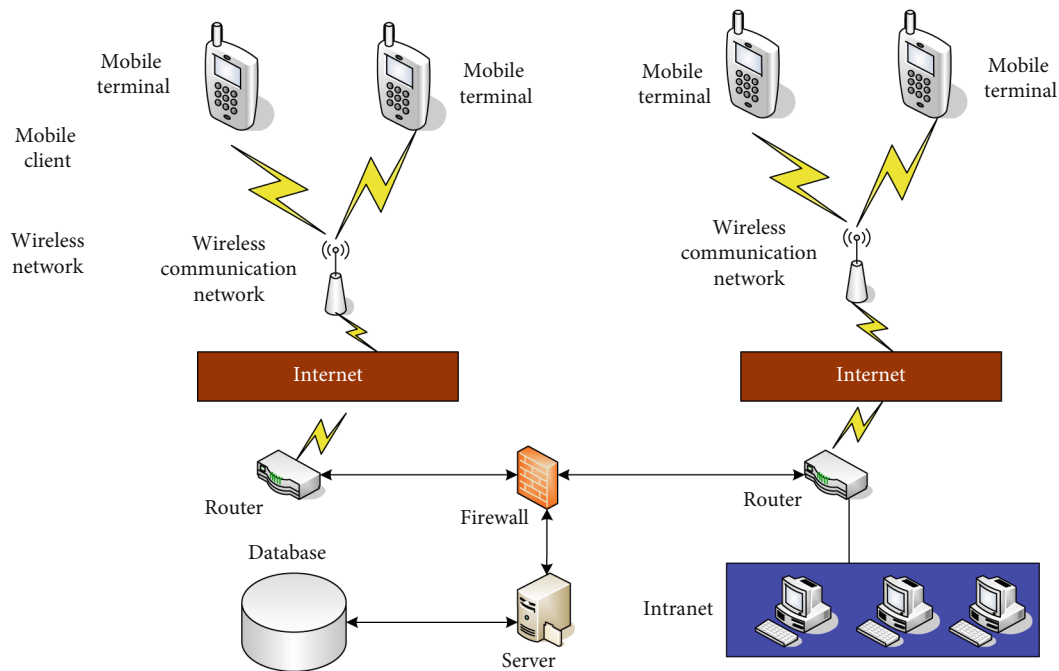 Mobile
terminal
Mobile
terminal
Mobile
terminal
Mobile
terminal
Mobile
client
Wireless
network
Wireless
communication
network
Wireless
communication
network
Internet
Internet
Router
Firewall
Router
Database
Server
Intranet